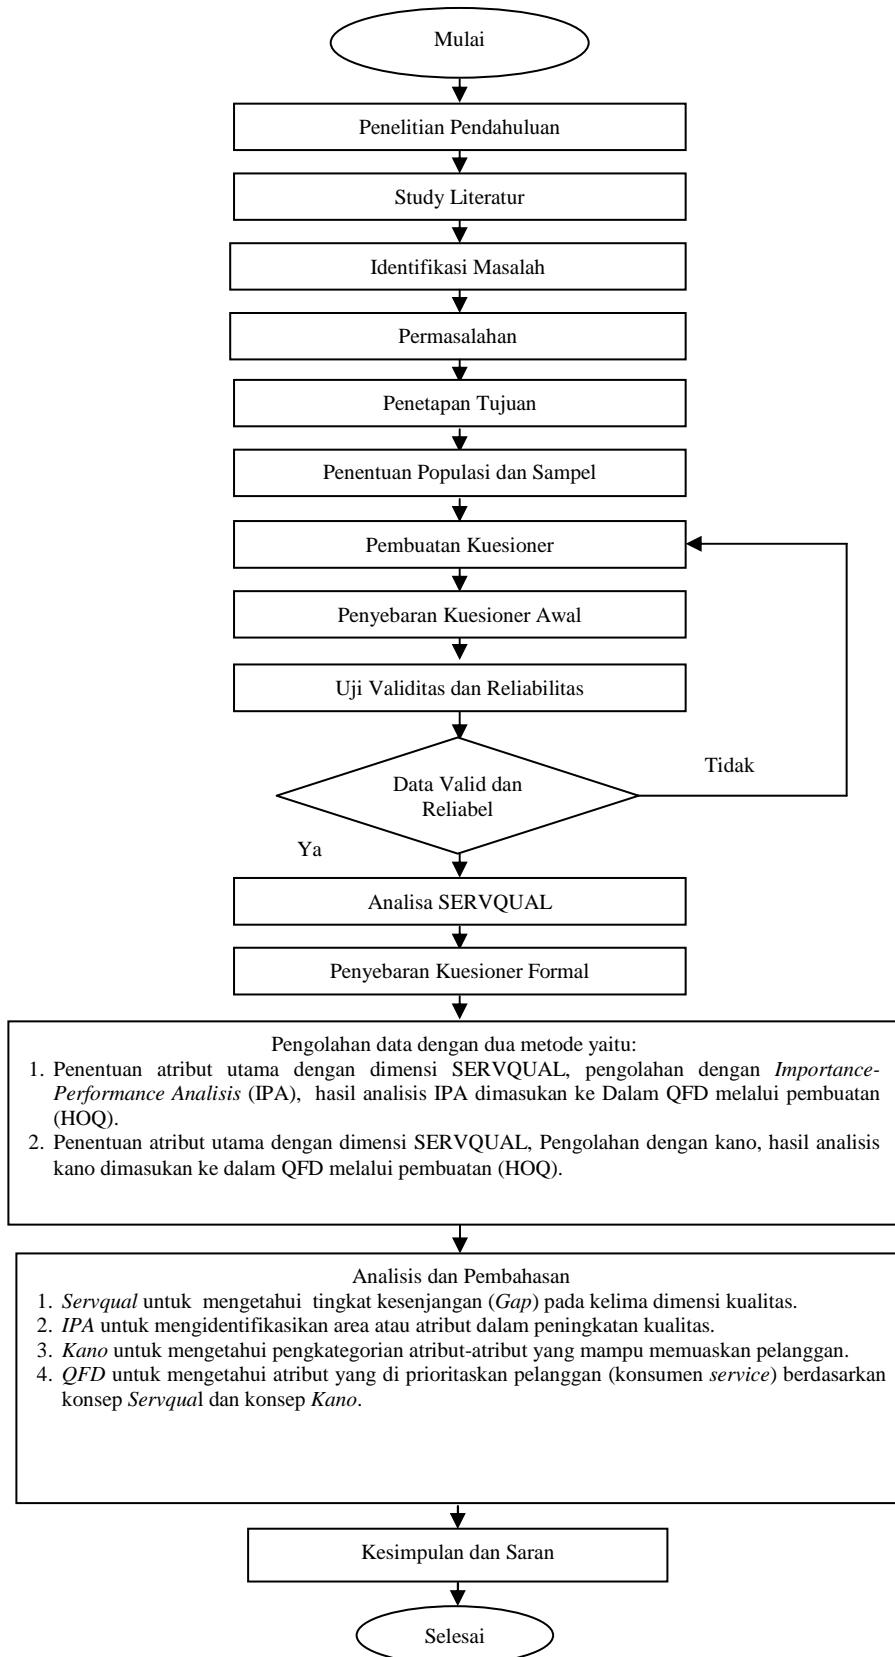 Mulai
Penelitian Pendahuluan
Study Literatur
Identifikasi Masalah
Permasalahan
Penetapan Tujuan
Penentuan Populasi dan Sampel
Pembuatan Kuesioner
Penyebaran Kuesioner Awal
Uji Validitas dan Reliabilitas
Data Valid dan
Reliabel
Tidak
Ya
Analisa SERVQUAL
Penyebaran Kuesioner Formal
Pengolahan data dengan dua metode yaitu:
1. Penentuan atribut utama dengan dimensi SERVQUAL, pengolahan dengan Importance-
Performance Analisis (IPA), hasil analisis IPA dimasukan ke Dalam QFD melalui pembuatan
(HOQ).
2. Penentuan atribut utama dengan dimensi SERVQUAL, Pengolahan dengan kano, hasil analisis
kano dimasukan ke dalam QFD melalui pembuatan (HOQ).
Analisis dan Pembahasan
1. Servqual untuk mengetahui tingkat kesenjangan (Gap) pada kelima dimensi kualitas.
2. IPA untuk mengidentifikasikan area atau atribut dalam peningkatan kualitas.
3. Kano untuk mengetahui pengkategorian atribut-atribut yang mampu memuaskan pelanggan.
4. QFD untuk mengetahui atribut yang di prioritaskan pelanggan (konsumen service) berdasarkan
konsep Servqual dan konsep Kano.
Kesimpulan dan Saran
Selesai